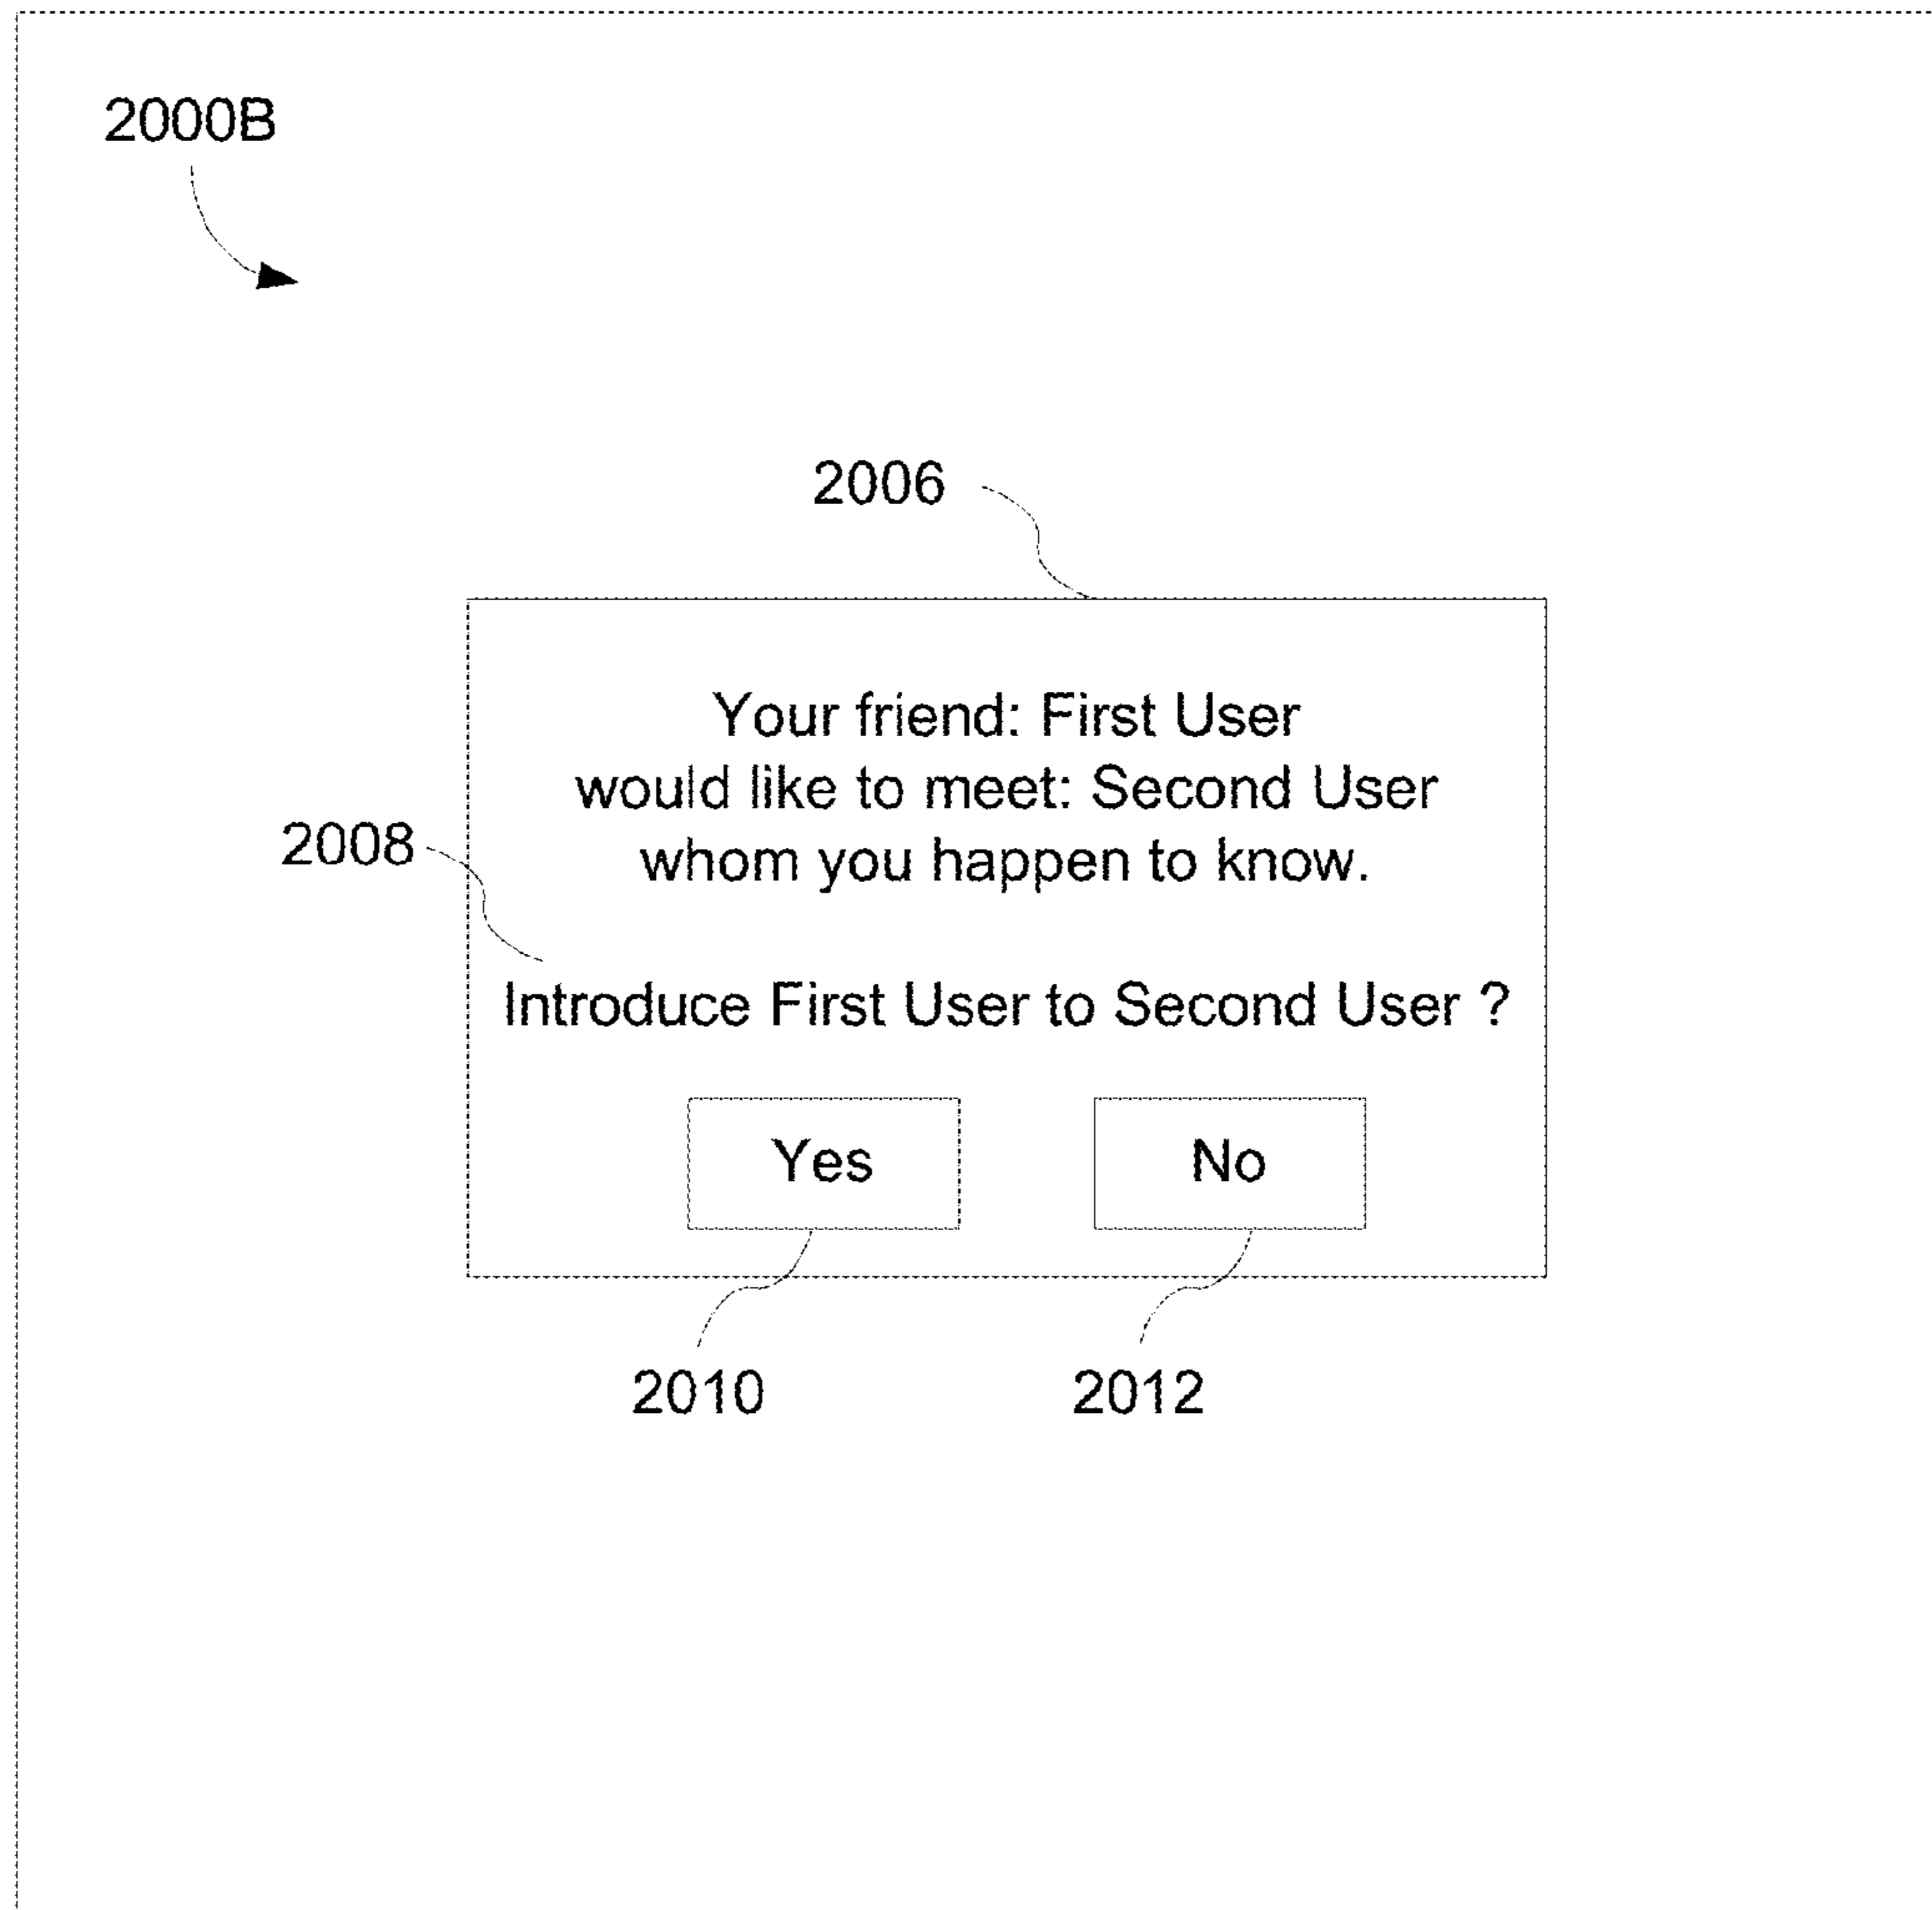 2000B
2006
Your friend: First User
would like to meet: Second User
2008
whom you happen to know.
Introduce First User to Second User ?
Yes
No
2010
2012